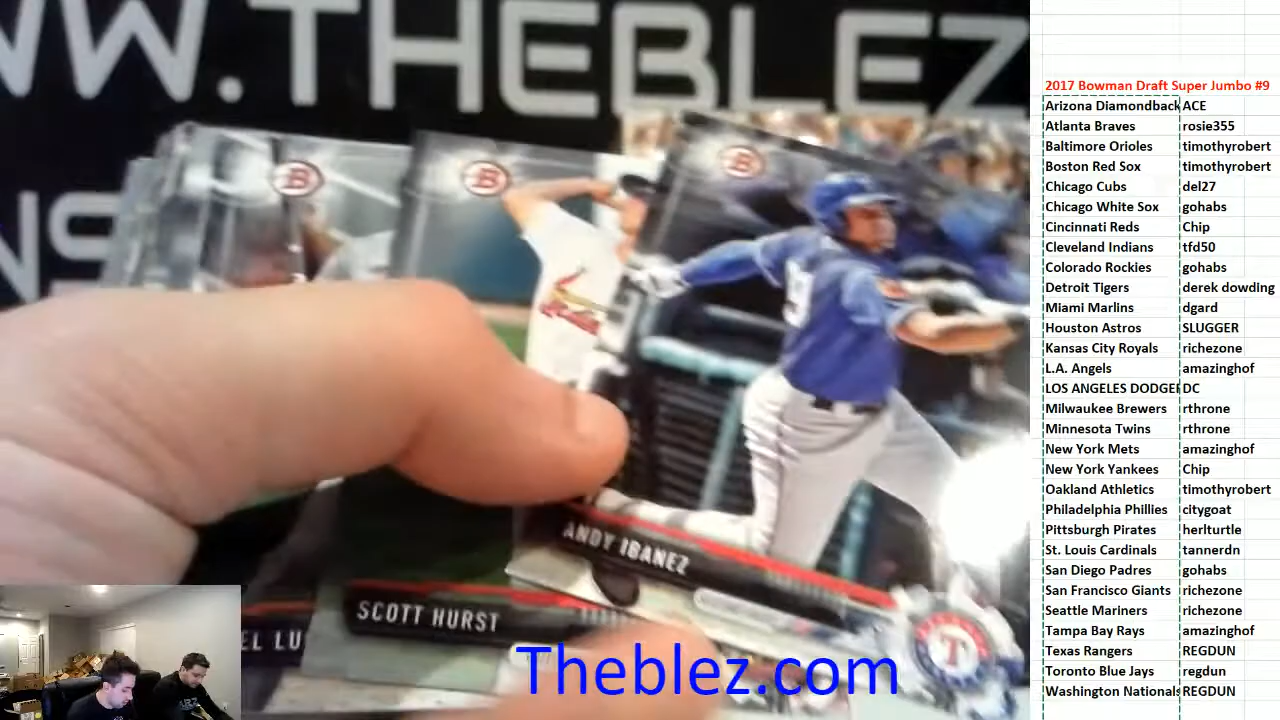 WW.THEBLEZ
NS
B
B
B
ANDY IBANEZ
SCOTT HURST
EL LU
T
Theblez.com
2017 Bowman Draft Super Jumbo #9
Arizona Diamondback ACE
Atlanta Braves rosie355
Baltimore Orioles timothyrobert
Boston Red Sox timothyrobert
Chicago Cubs del27
Chicago White Sox gohabs
Cincinnati Reds Chip
Cleveland Indians tfd50
Colorado Rockies gohabs
Detroit Tigers derek dowding
Miami Marlins dgard
Houston Astros SLUGGER
Kansas City Royals richezone
L.A. Angels amazinghof
LOS ANGELES DODGE DC
Milwaukee Brewers rthrone
Minnesota Twins rthrone
New York Mets amazinghof
New York Yankees Chip
Oakland Athletics timothyrobert
Philadelphia Phillies citygoat
Pittsburgh Pirates herlturtle
St. Louis Cardinals tannerdn
San Diego Padres gohabs
San Francisco Giants richezone
Seattle Mariners richezone
Tampa Bay Rays amazinghof
Texas Rangers REGDUN
Toronto Blue Jays regdun
Washington Nationals REGDUN